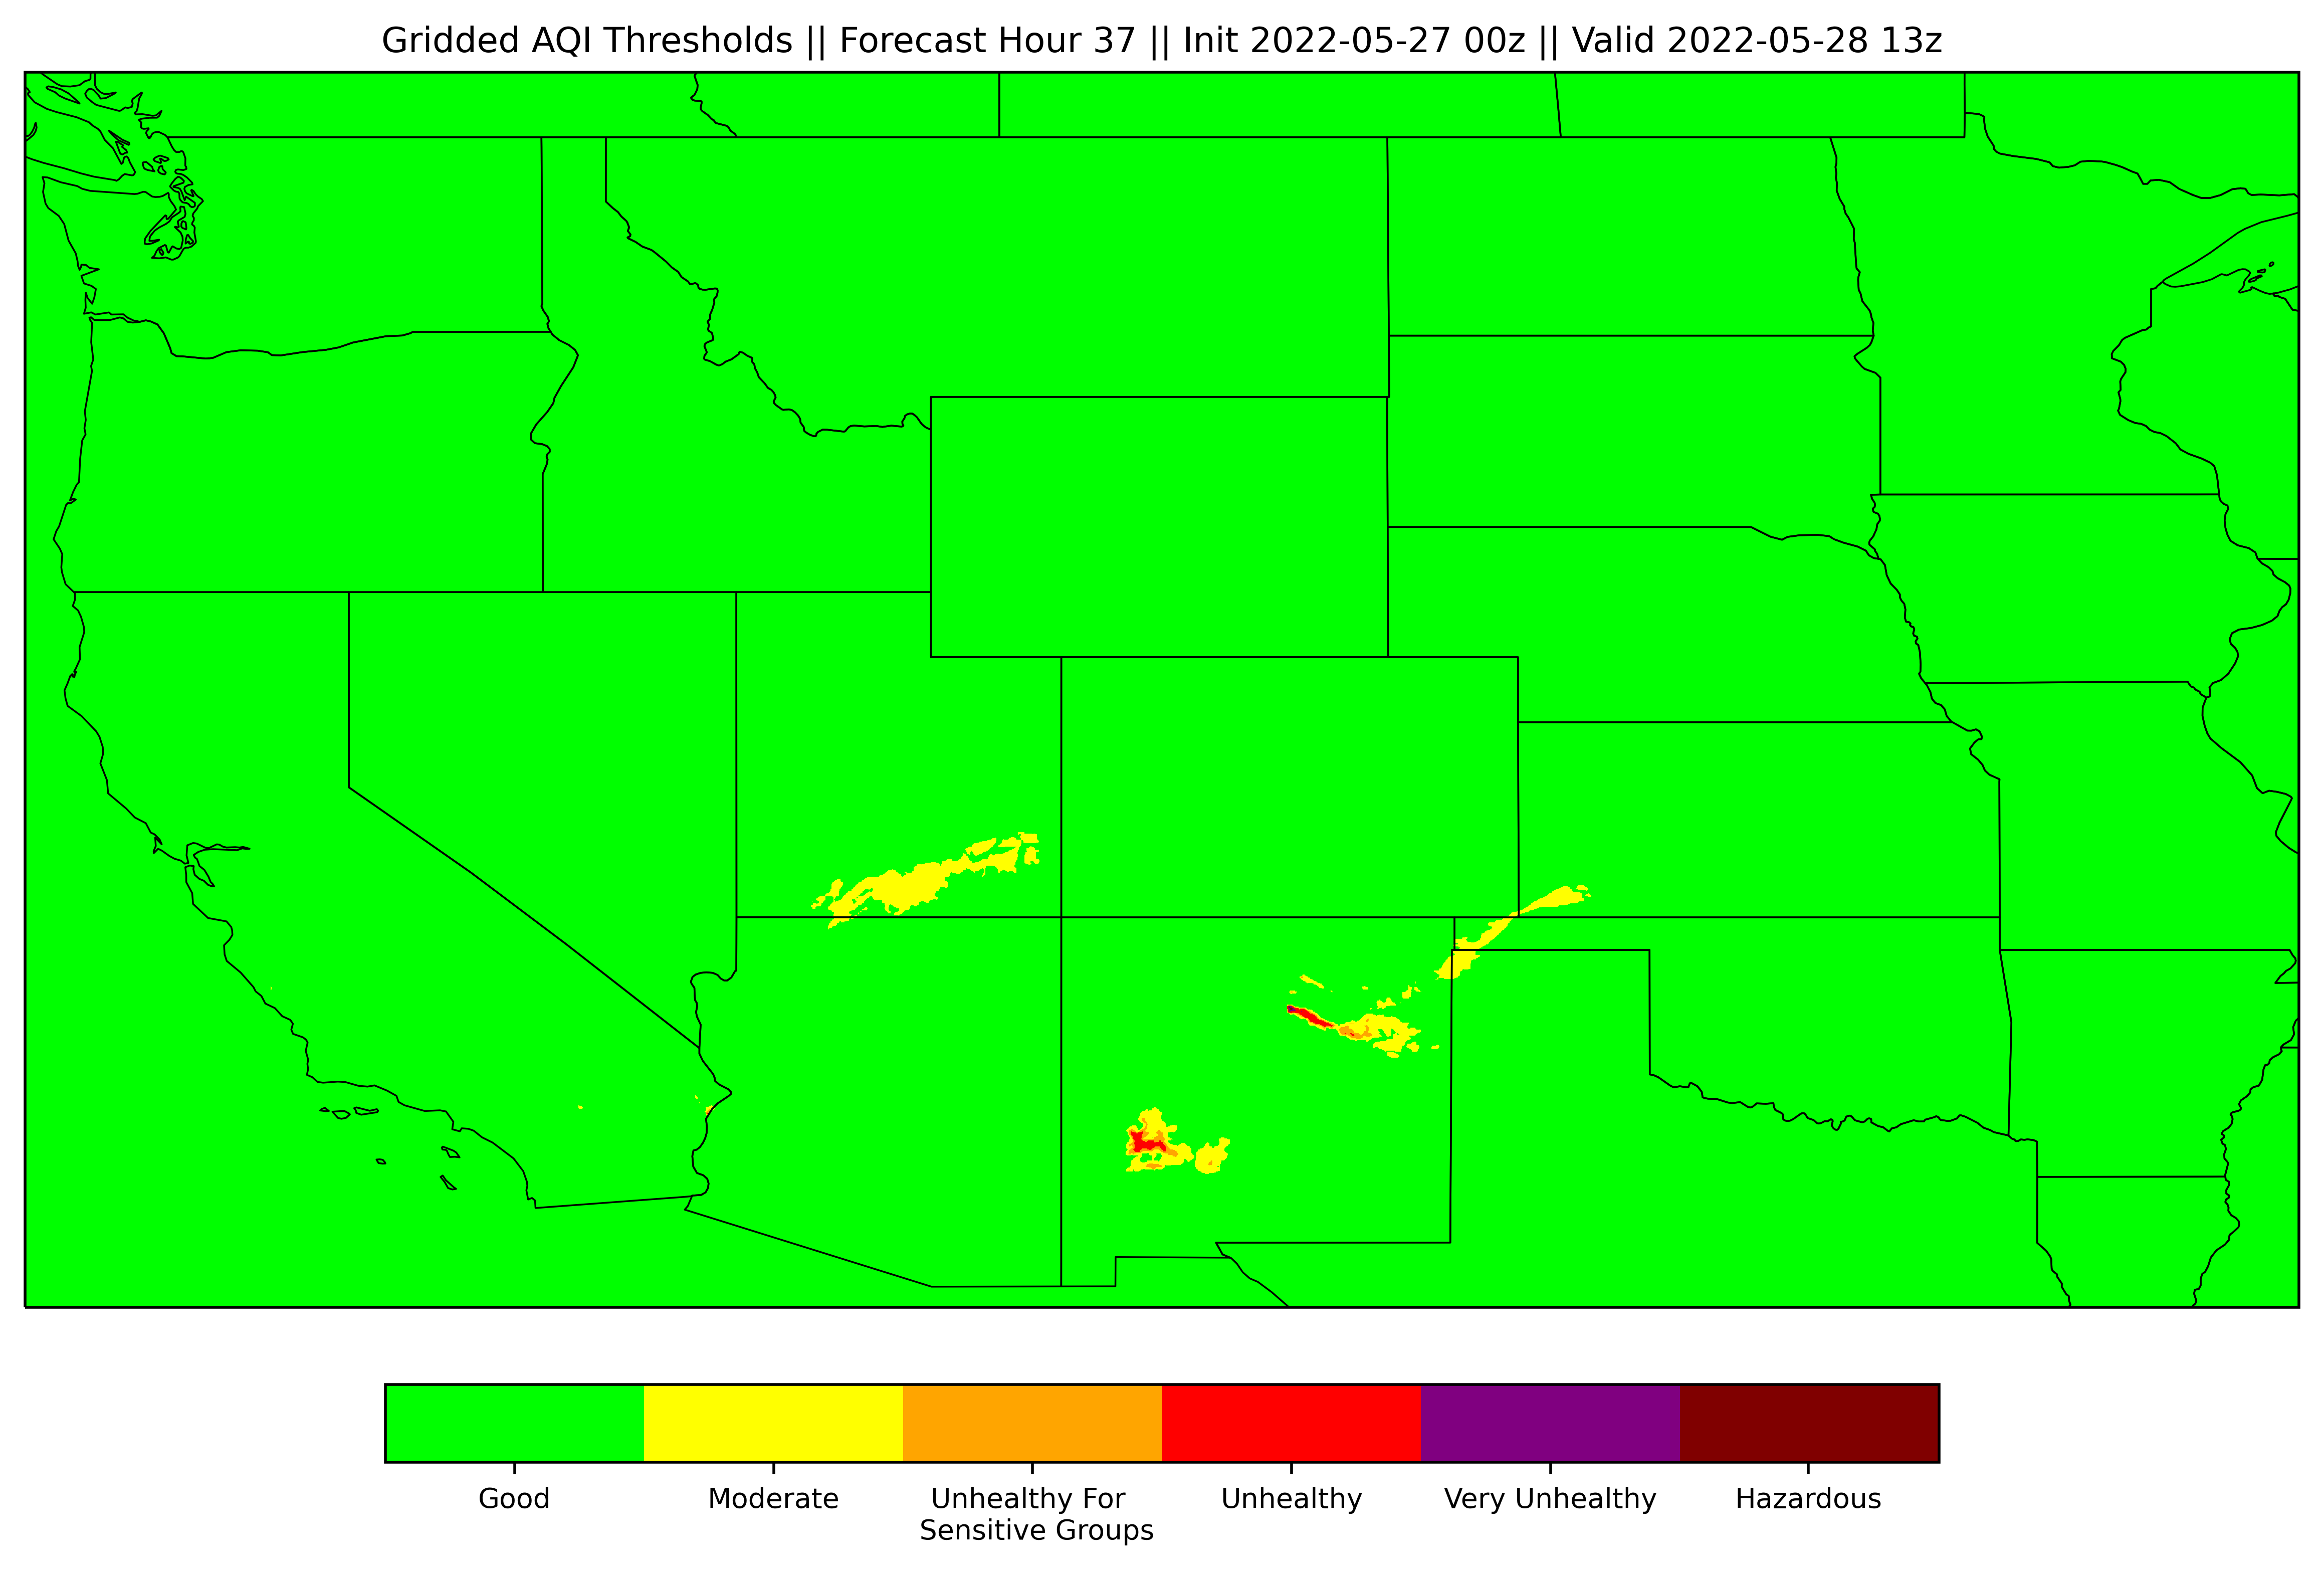 Gridded AQI Thresholds || Forecast Hour 37 || Init 2022-05-27 00z || Valid 2022-05-28 13z
Good
Moderate
Unhealthy For
Sensitive Groups
Unhealthy
Very Unhealthy
Hazardous